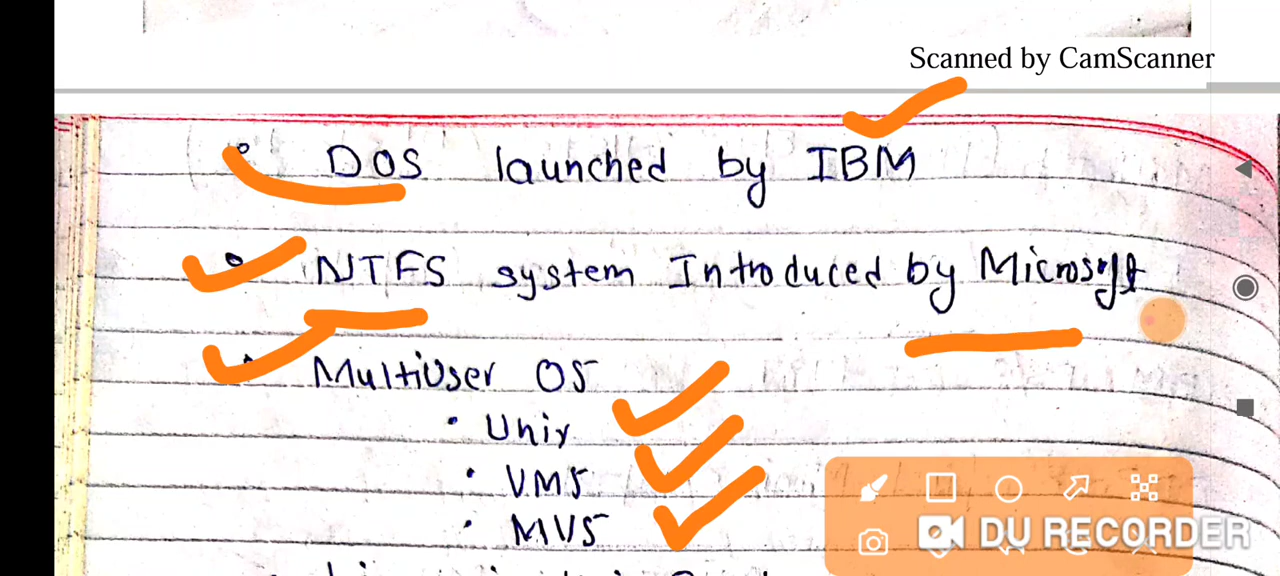 Scanned by CamScanner
• DOS launched by IBM
• NTFS system Introduced by Microsoft
• MultiUser OS
• Unix
• VMS
• MVS
DU RECORDER